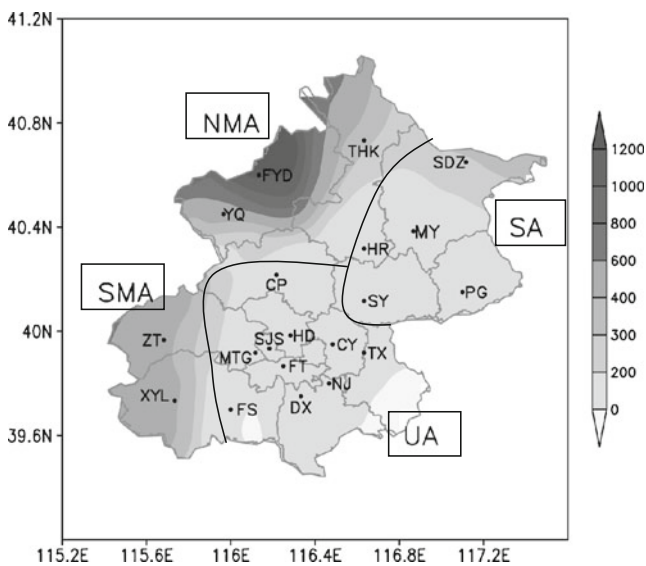 41.2N
40.8N
40.4N
40N
39.6N
115.2E
115.6E
116E
116.4E
116.8E
117.2E
NMA
THK
SDZ
FYD
YQ
MY
SA
HR
CP
SY
PG
SMA
ZT
SJS
HD
MTG
CY
TX
FT
XYL
NJ
FS
DX
UA
1200
1000
800
600
400
300
200
0